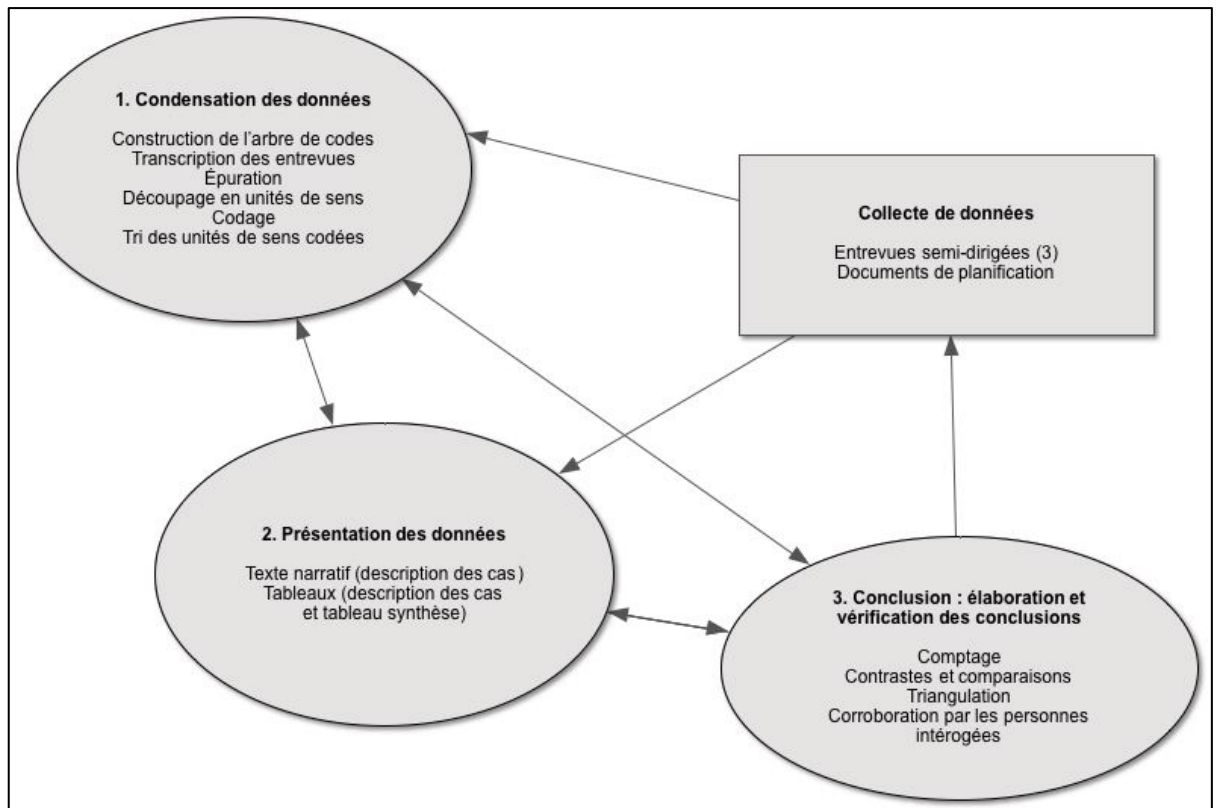 1. Condensation des données
Construction de l'arbre de codes
Transcription des entrevues
Épuration
Découpage en unités de sens
Codage
Tri des unités de sens codées
Collecte de données
Entrevues semi-dirigées (3)
Documents de planification
2. Présentation des données
Texte narratif (description des cas)
Tableaux (description des cas
et tableau synthèse)
3. Conclusion : élaboration et
vérification des conclusions
Comptage
Contrastes et comparaisons
Triangulation
Corroboration par les personnes
intérogées